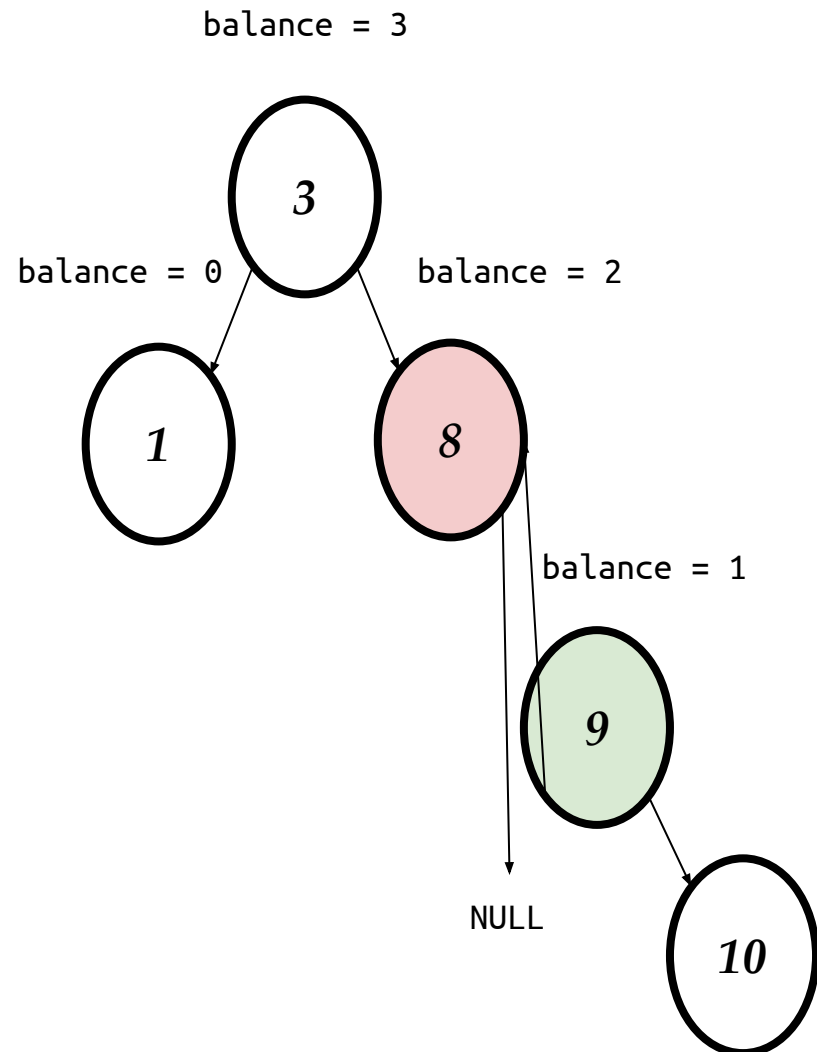 balance = 3
3
balance = 0
balance = 2
1
8
balance = 1
9
NULL
10